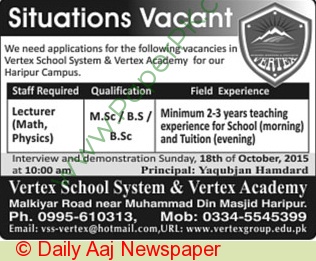 Situations Vacant
VERTEX
We need applications for the following vacancies in
Vertex School System & Vertex Academy for our
Haripur Campus.
Staff Required Qualification Field Experience
Lecturer
(Math,
Physics)
M.Sc / B.S /
B.Sc
Minimum 2-3 years teaching
experience for School (morning)
and Tuition (evening)
Interview and demonstration Sunday, 18th of October, 2015
at 10:00 am Principal: Yaqubjan Hamdard
Vertex School System & Vertex Academy
Malkiyar Road near Muhammad Din Masjid Haripur.
Ph. 0995-610313, Mob: 0334-5545399
Email: vss-vertex@hotmail.com,URL: www.vertexgroup.edu.pk
© Daily Aaj Newspaper